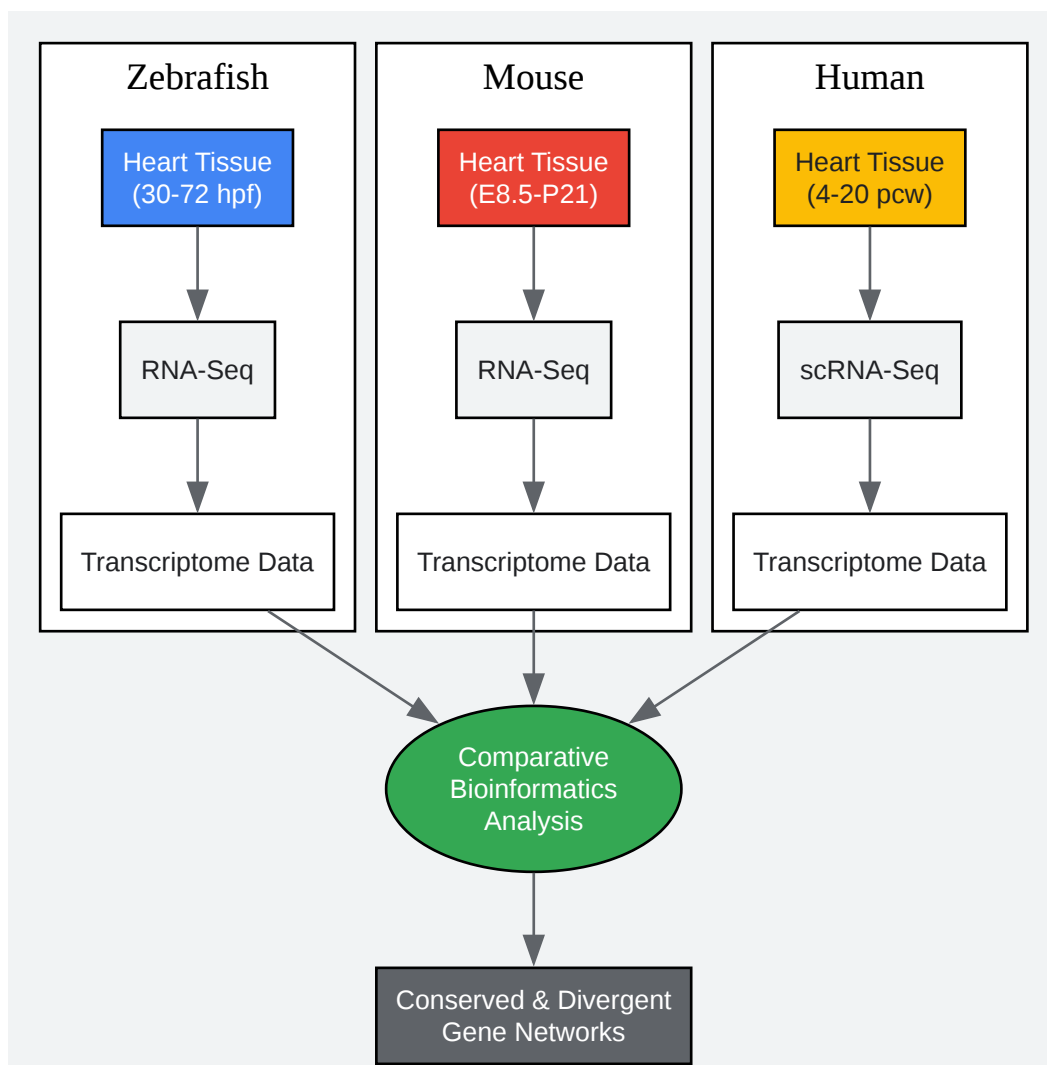 Zebrafish
Heart Tissue
(30-72 hpf)
RNA-Seq
Transcriptome Data
Mouse
Heart Tissue
(E8.5-P21)
RNA-Seq
Transcriptome Data
Human
Heart Tissue
(4-20 pcw)
scRNA-Seq
Transcriptome Data
Comparative
Bioinformatics
Analysis
Conserved & Divergent
Gene Networks